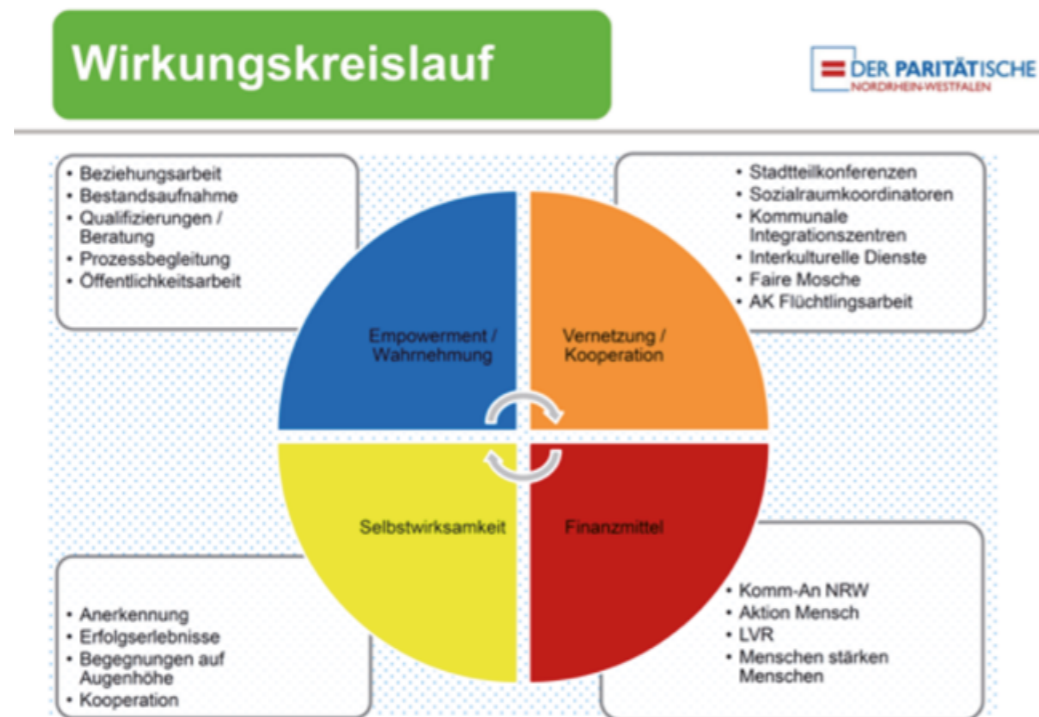 Wirkungskreislauf
DER PARITÄTISCHE
NORDRHEIN-WESTFALEN
• Beziehungsarbeit
• Bestandsaufnahme
• Qualifizierungen /
Beratung
• Prozessbegleitung
• Öffentlichkeitsarbeit
• Stadtteilkonferenzen
• Sozialraumkoordinatoren
• Kommunale
Integrationszentren
• Interkulturelle Dienste
• Faire Mosche
• AK Flüchtlingsarbeit
Empowerment /
Wahrnehmung
Vernetzung /
Kooperation
Selbstwirksamkeit
Finanzmittel
• Anerkennung
• Erfolgserlebnisse
• Begegnungen auf
Augenhöhe
• Kooperation
• Komm-An NRW
• Aktion Mensch
• LVR
• Menschen stärken
Menschen